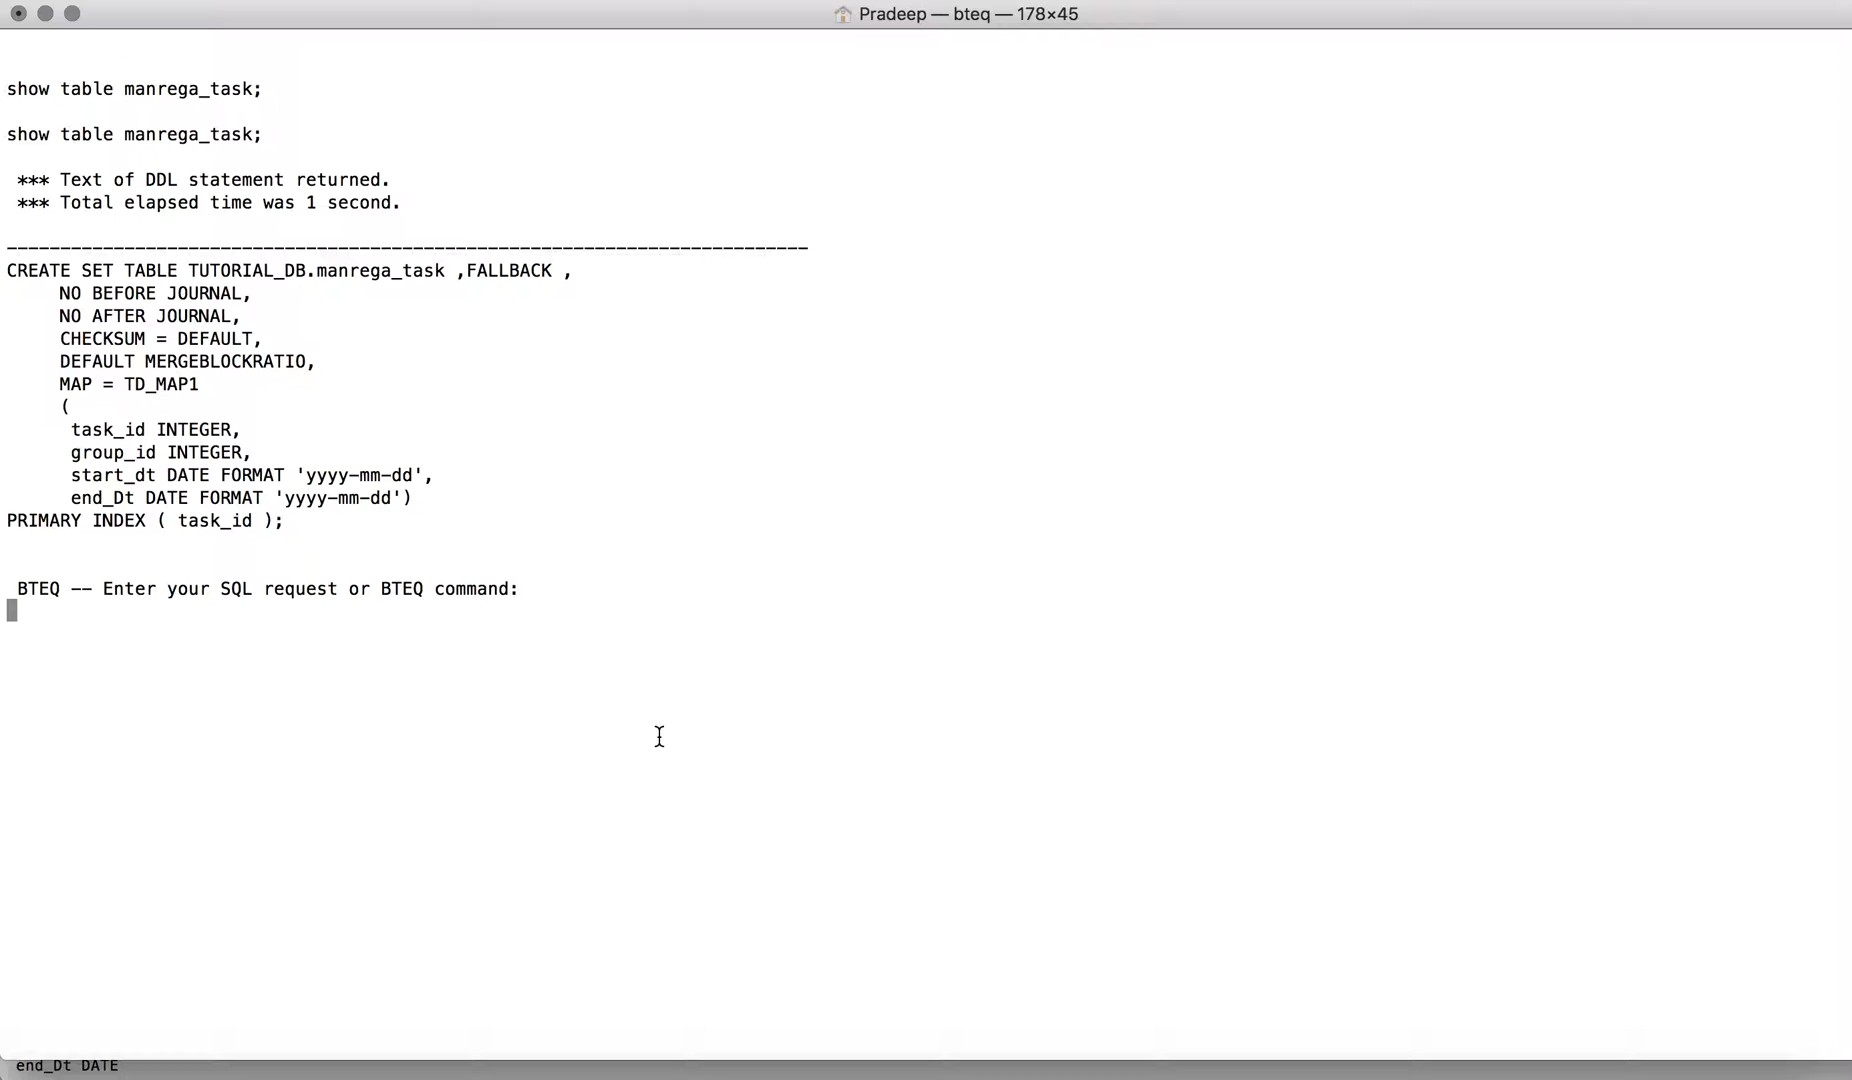 Pradeep — bteq — 178×45
show table manrega_task;
show table manrega_task;
*** Text of DDL statement returned.
*** Total elapsed time was 1 second.
---------------------------------------------------------------------------
CREATE SET TABLE TUTORIAL_DB.manrega_task ,FALLBACK ,
NO BEFORE JOURNAL,
NO AFTER JOURNAL,
CHECKSUM = DEFAULT,
DEFAULT MERGEBLOCKRATIO,
MAP = TD_MAP1
(
task_id INTEGER,
group_id INTEGER,
start_dt DATE FORMAT 'yyyy-mm-dd',
end_Dt DATE FORMAT 'yyyy-mm-dd')
PRIMARY INDEX ( task_id );
BTEQ -- Enter your SQL request or BTEQ command:
end_Dt DATE